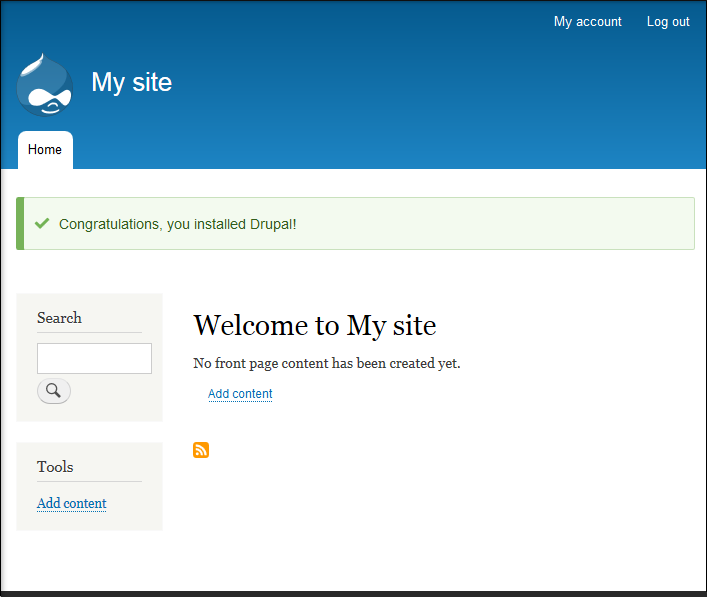 My account
Log out
My site
Home
Congratulations, you installed Drupal!
Search
Welcome to My site
No front page content has been created yet.
Add content
Tools
Add content